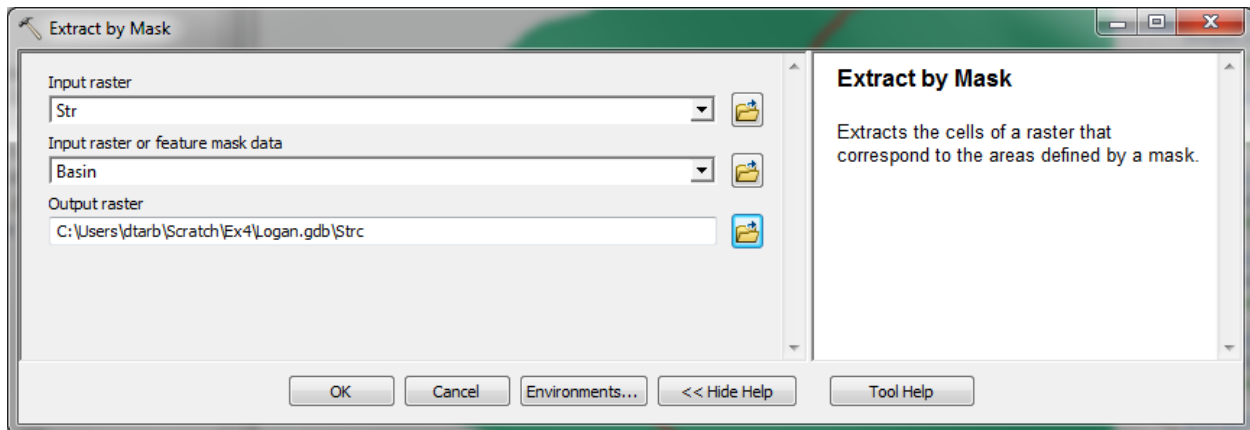 Extract by Mask
Input raster
Str
Input raster or feature mask data
Basin
Output raster
C:\Users\dtarb\Scratch\Ex4\Logan.gdb\Strc
Extract by Mask
Extracts the cells of a raster that
correspond to the areas defined by a mask.
OK
Cancel
Environments...
<< Hide Help
Tool Help